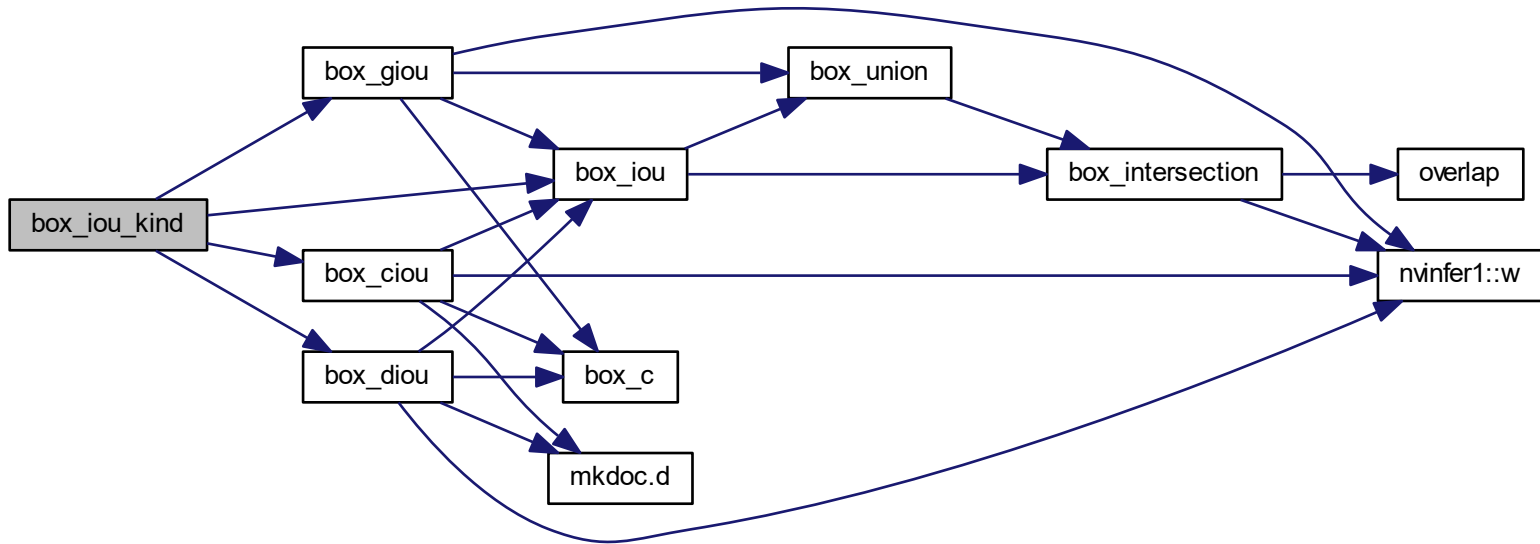 box_iou_kind
box_giou
box_ciou
box_diou
box_iou
box_c
mkdoc.d
box_union
box_intersection
overlap
nvinfer1::w